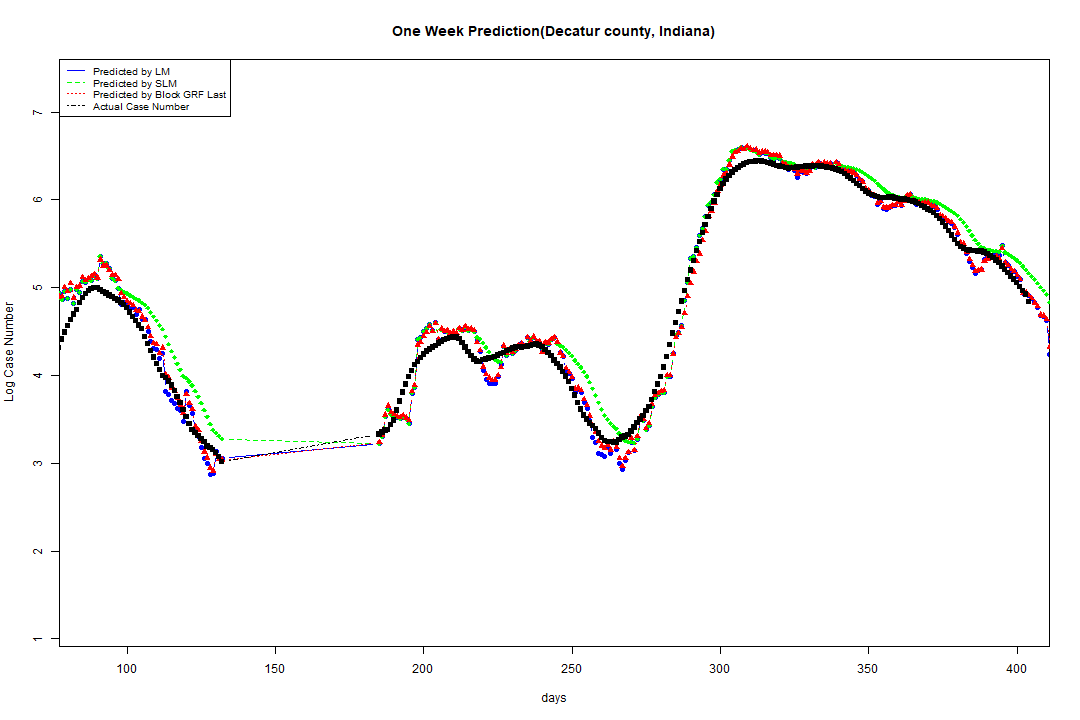 One Week Prediction(Decatur county, Indiana)
Predicted by LM
Predicted by SLM
Predicted by Block GRF Last
Actual Case Number
7
6
5
4
3
2
1
Log Case Number
100 150 200 250 300 350 400
days